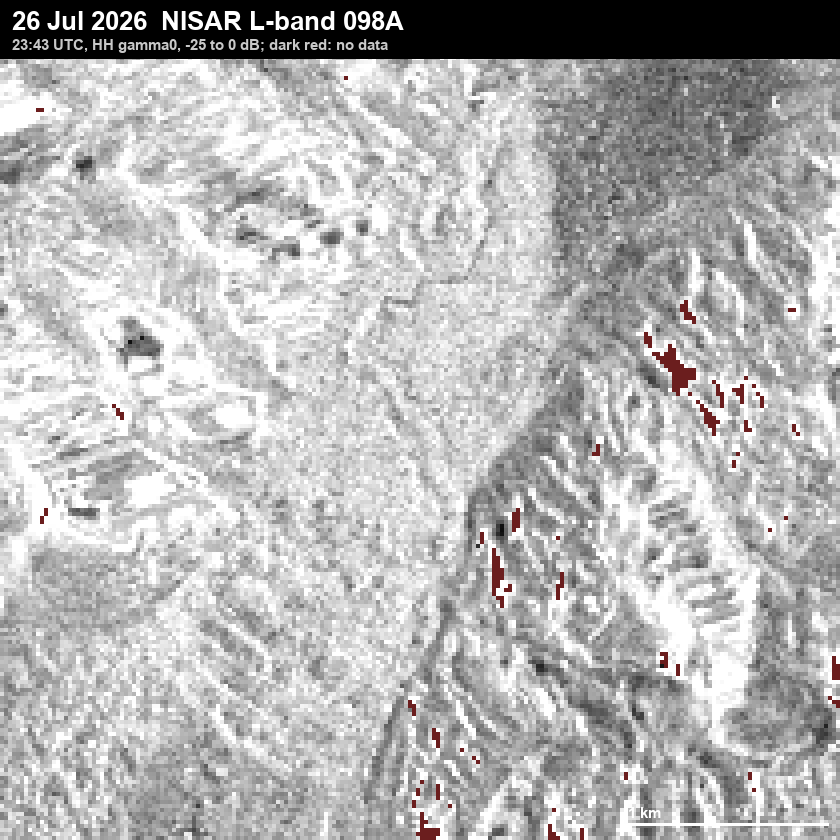 26 Jul 2026  NISAR L-band 098A
23:43 UTC, HH gamma0, -25 to 0 dB; dark red: no data
km